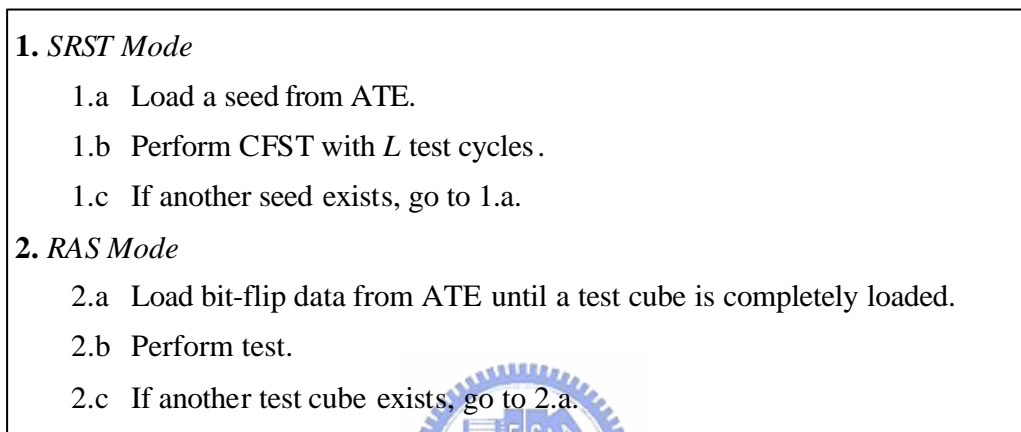 1. SRST Mode
1.a Load a seed from ATE.
1.b Perform CFST with L test cycles.
1.c If another seed exists, go to 1.a.
2. RAS Mode
2.a Load bit-flip data from ATE until a test cube is completely loaded.
2.b Perform test.
2.c If another test cube exists, go to 2.a.